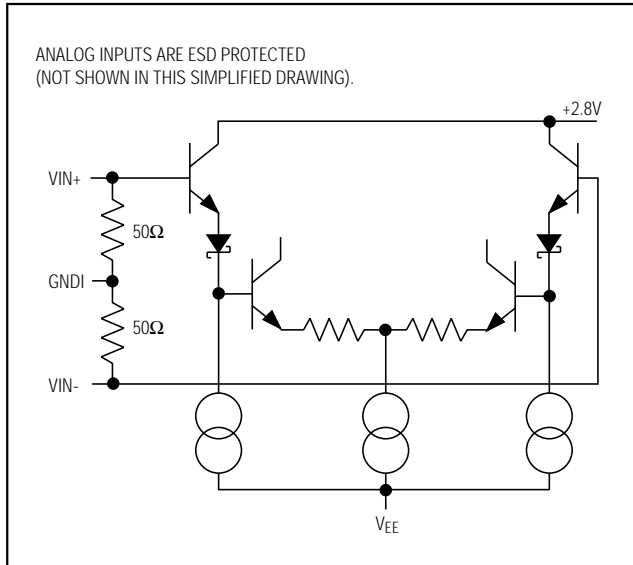 ANALOG INPUTS ARE ESD PROTECTED
(NOT SHOWN IN THIS SIMPLIFIED DRAWING).
+2.8V
VIN+
50Ω
GNDI
50Ω
VIN-
VEE